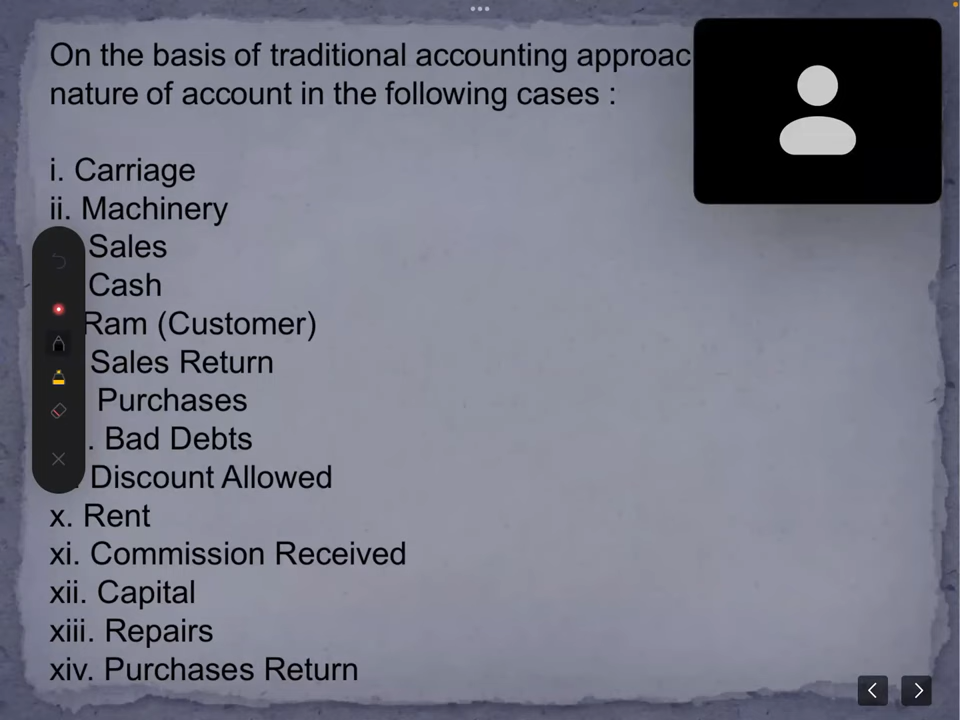 On the basis of traditional accounting approac
nature of account in the following cases :
i. Carriage
ii. Machinery
Sales
Cash
Ram (Customer)
Sales Return
Purchases
. Bad Debts
Discount Allowed
x. Rent
xi. Commission Received
xii. Capital
xiii. Repairs
xiv. Purchases Return